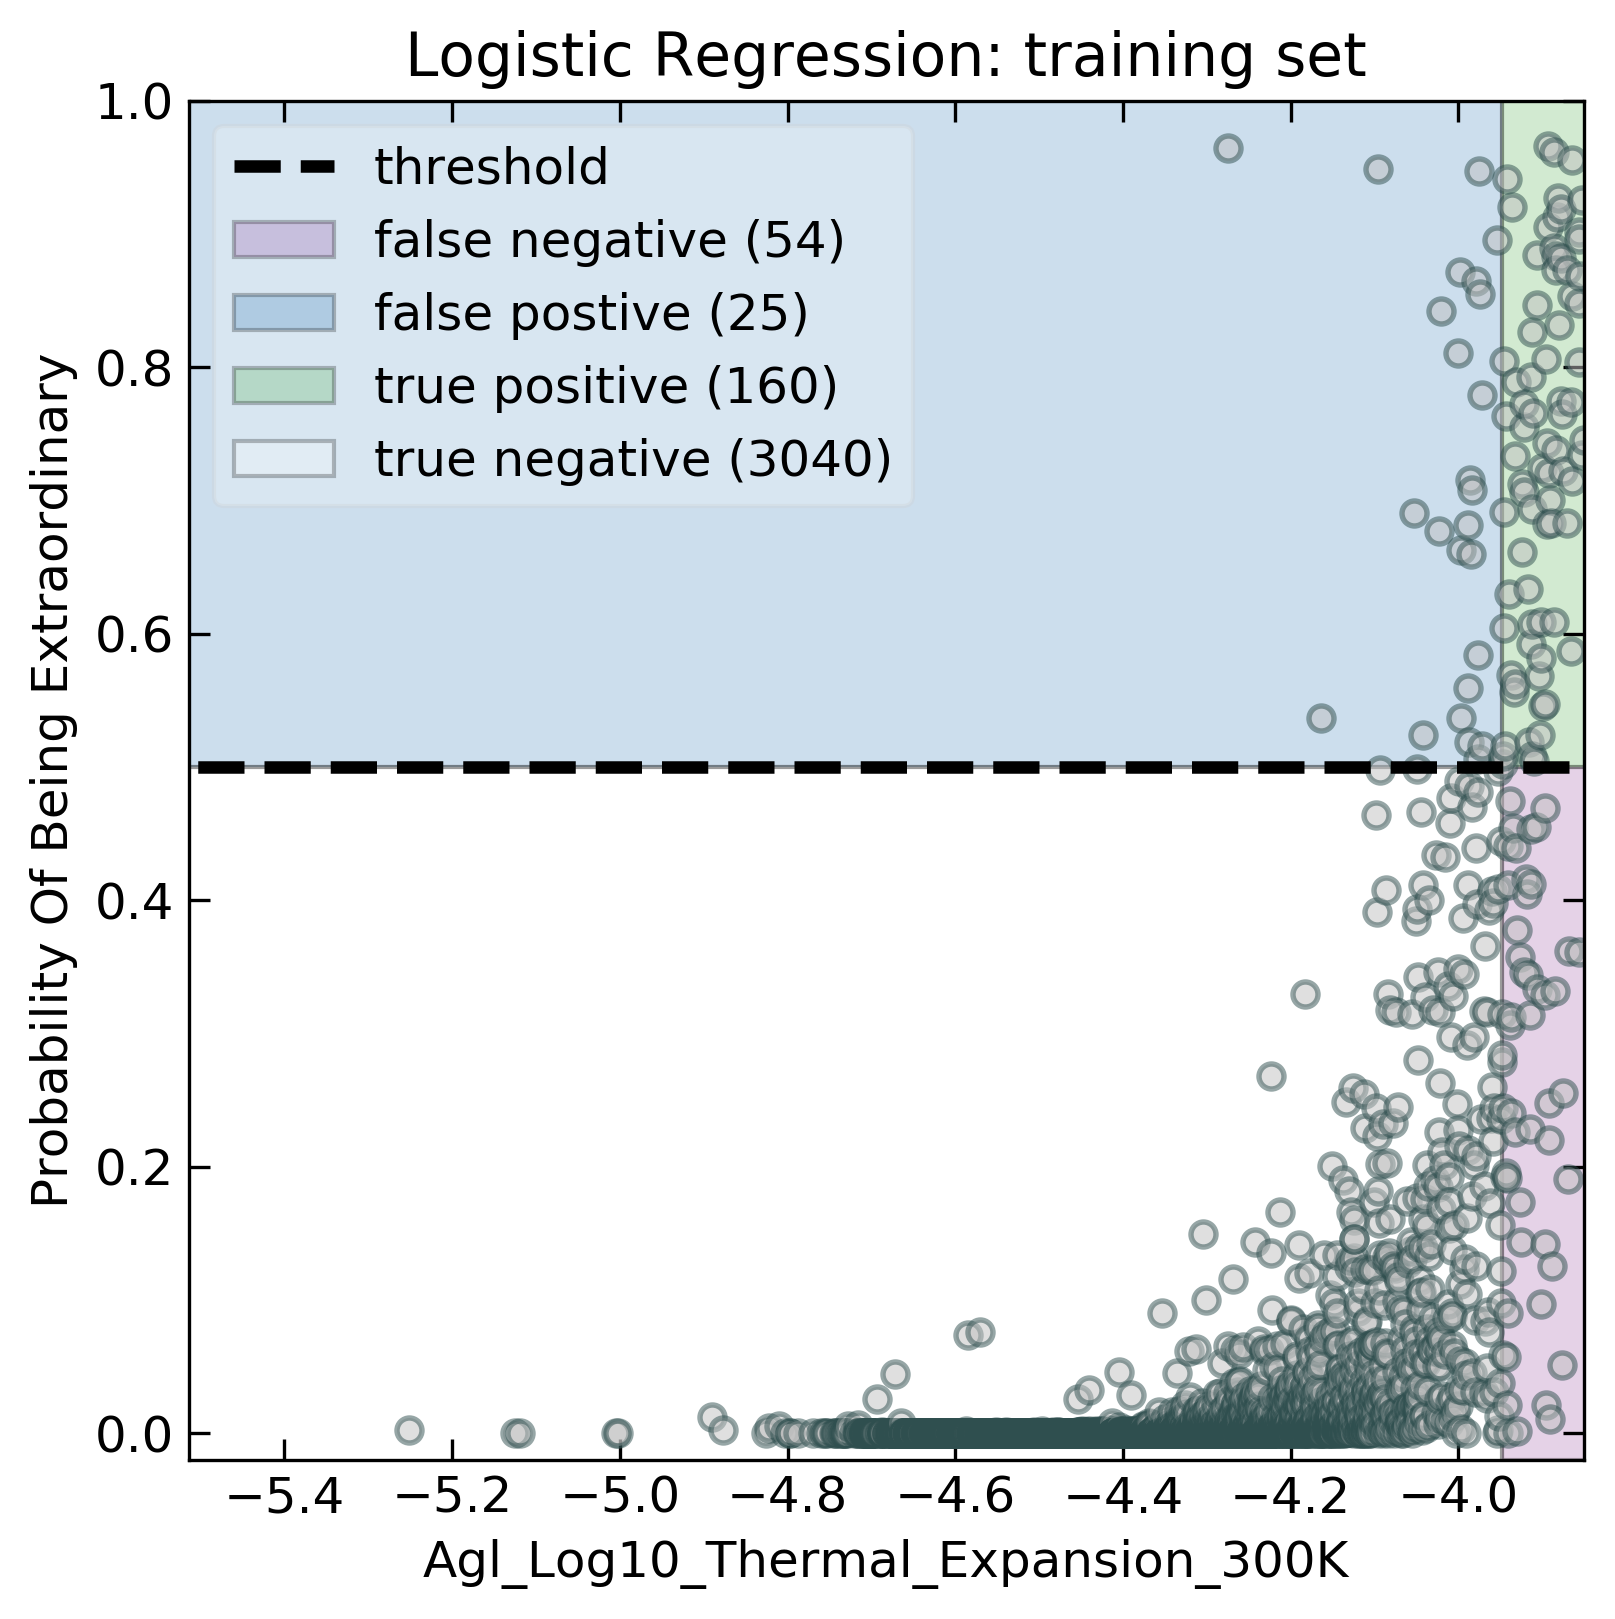 Logistic Regression: training set
threshold
false negative (54)
false postive (25)
true positive (160)
true negative (3040)
Probability Of Being Extraordinary
1.0
0.8
0.6
0.4
0.2
0.0
−5.4 −5.2 −5.0 −4.8 −4.6 −4.4 −4.2 −4.0
Agl_Log10_Thermal_Expansion_300K